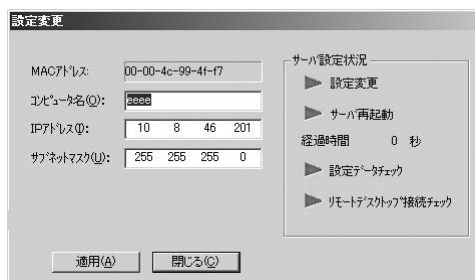 設定変更
MACｱﾄﾞﾚｽ: 00-00-4c-99-4f-f7
ｺﾝﾋﾟｭｰﾀ名(O): eeee
IPｱﾄﾞﾚｽ(I): 10 8 46 201
ｻﾌﾞﾈｯﾄﾏｽｸ(U): 255 255 255 0
適用(A) 閉じる(C)
サーバ設定状況
設定変更
サーバ再起動
経過時間 0 秒
設定ﾃﾞｰﾀﾁｪｯｸ
ﾘﾓｰﾄﾃﾞｽｸﾄｯﾌﾟ接続ﾁｪｯｸ